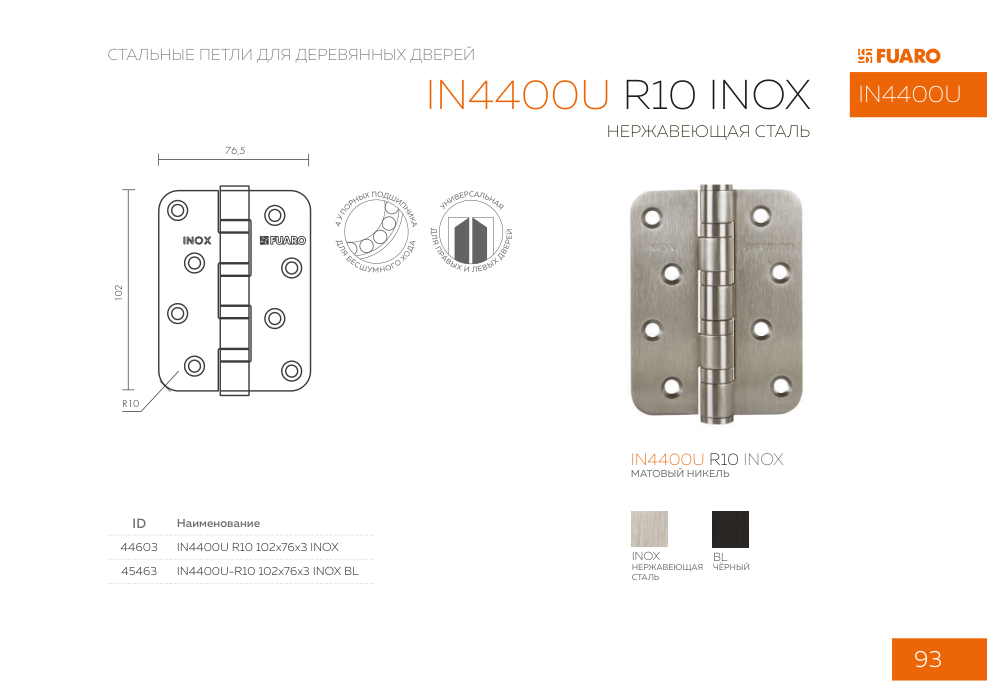 СТАЛЬНЫЕ ПЕТЛИ ДЛЯ ДЕРЕВЯННЫХ ДВЕРЕЙ
FUARO
IN4400U R10 INOX
IN4400U
НЕРЖАВЕЮЩАЯ СТАЛЬ
76,5
102
R10
INOX
FUARO
4 УПОРНЫХ ПОДШИПНИКА
ДЛЯ БЕСШУМНОГО ХОДА
УНИВЕРСАЛЬНАЯ
ДЛЯ ПРАВЫХ И ЛЕВЫХ ДВЕРЕЙ
INOX
FUARO
IN4400U R10 INOX
МАТОВЫЙ НИКЕЛЬ
ID Наименование
44603 IN4400U R10 102x76x3 INOX
45463 IN4400U-R10 102x76x3 INOX BL
INOX
НЕРЖАВЕЮЩАЯ
СТАЛЬ
BL
ЧЁРНЫЙ
93